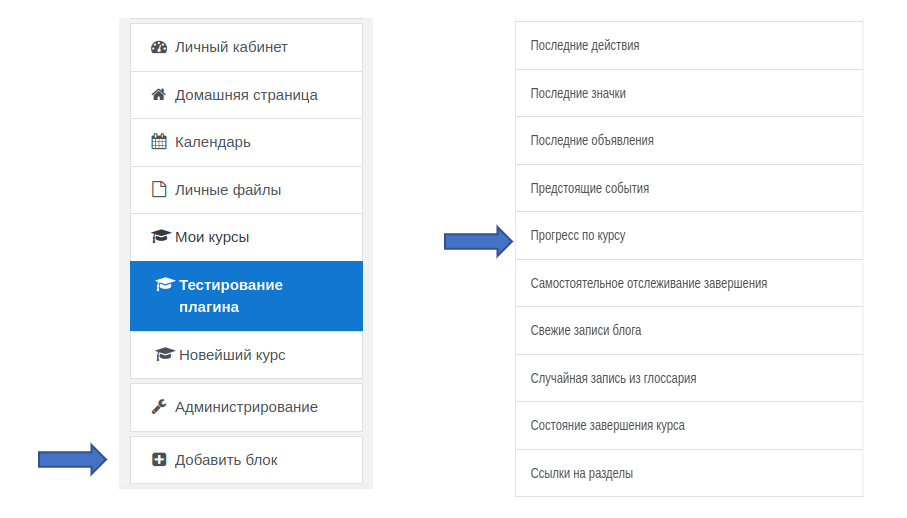 Личный кабинет
Домашняя страница
Календарь
Личные файлы
Мои курсы
Тестирование
плагина
Новейший курс
Администрирование
Добавить блок
Последние действия
Последние значки
Последние объявления
Предстоящие события
Прогресс по курсу
Самостоятельное отслеживание завершения
Свежие записи блога
Случайная запись из глоссария
Состояние завершения курса
Ссылки на разделы